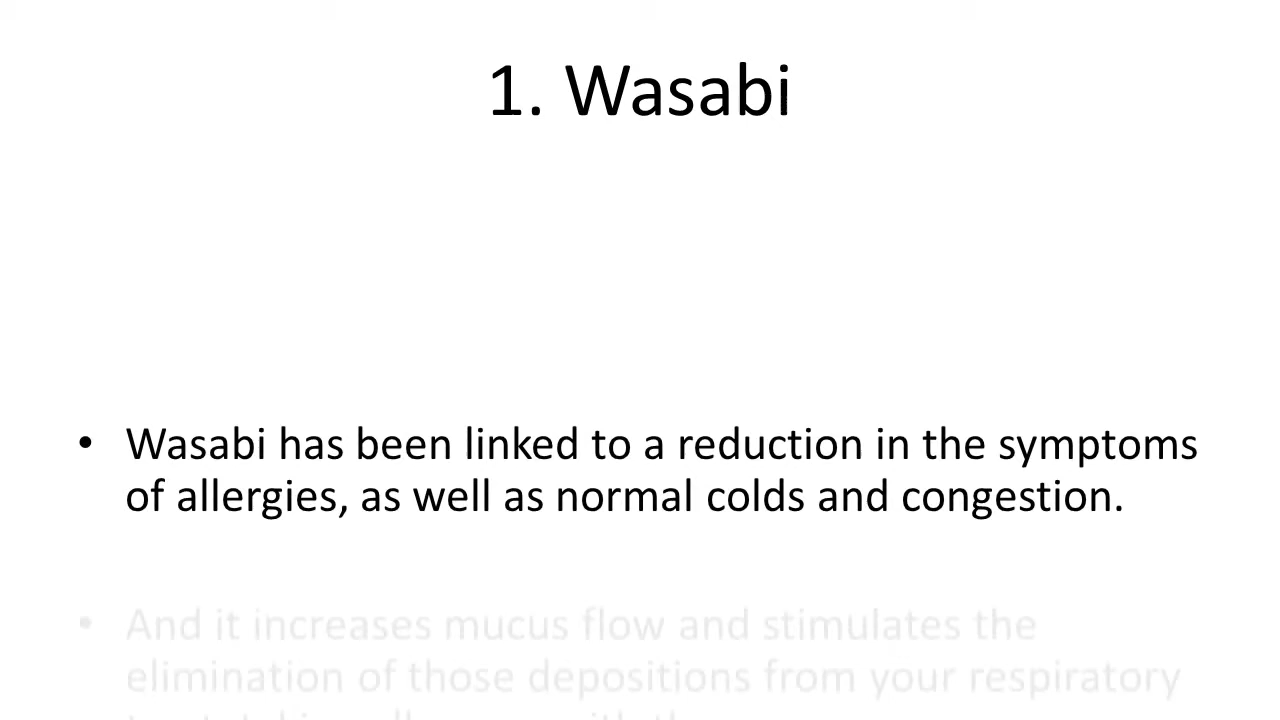 1. Wasabi
• Wasabi has been linked to a reduction in the symptoms
of allergies, as well as normal colds and congestion.
• And it increases mucus flow and stimulates the
elimination of those depositions from your respiratory